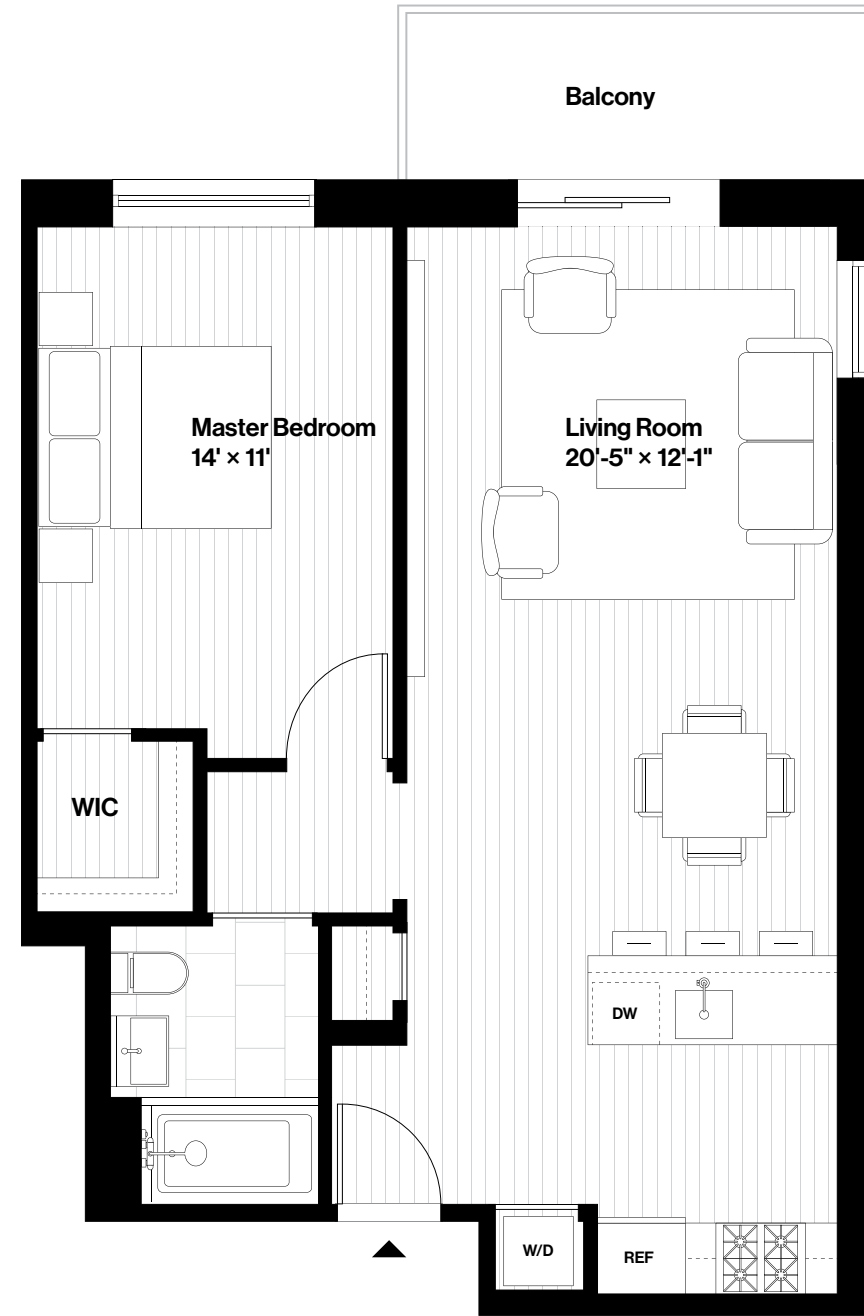 Balcony
Master Bedroom
14' × 11'
Living Room
20'-5" × 12'-1"
WIC
DW
W/D
REF